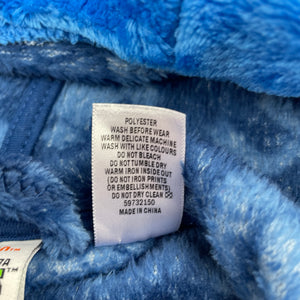 POLYESTER
WASH BEFORE WEAR
WARM DELICATE MACHINE
WASH WITH LIKE COLOURS
DO NOT BLEACH
DO NOT TUMBLE DRY
WARM IRON INSIDE OUT
(DO NOT IRON PRINTS
OR EMBELLISHMENTS)
DO NOT DRY CLEAN
59732150
MADE IN CHINA